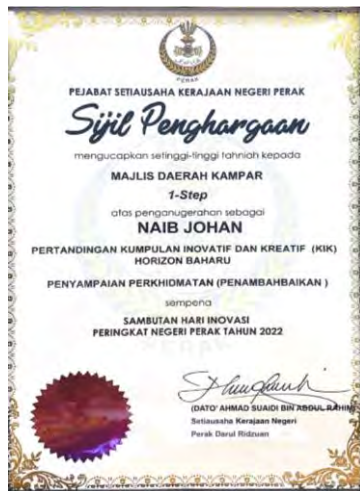 PERAK
PEJABAT SETIAUSAHA KERAJAAN NEGERI PERAK
Sijil Penghargaan
mengucapkan setinggi-tinggi tahniah kepada
MAJLIS DAERAH KAMPAR
1-Step
atas penganugerahan sebagai
NAIB JOHAN
PERTANDINGAN KUMPULAN INOVATIF DAN KREATIF (KIK)
HORIZON BAHARU
PENYAMPAIAN PERKHIDMATAN (PENAMBAHBAIKAN )
sempena
SAMBUTAN HARI INOVASI
PERINGKAT NEGERI PERAK TAHUN 2022
(DATO' AHMAD SUAIDI BIN ABDUL RAHIM)
Setiausaha Kerajaan Negeri
Perak Darul Ridzuan